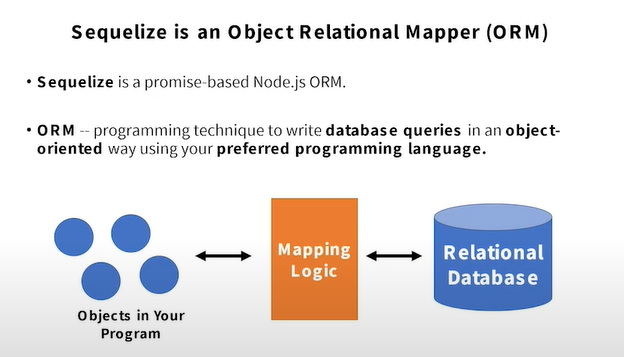 Sequelize is an Object Relational Mapper (ORM)
• Sequelize is a promise-based Node.js ORM.
• ORM -- programming technique to write database queries in an object-
oriented way using your preferred programming language.
Objects in Your
Program
Mapping
Logic
Relational
Database